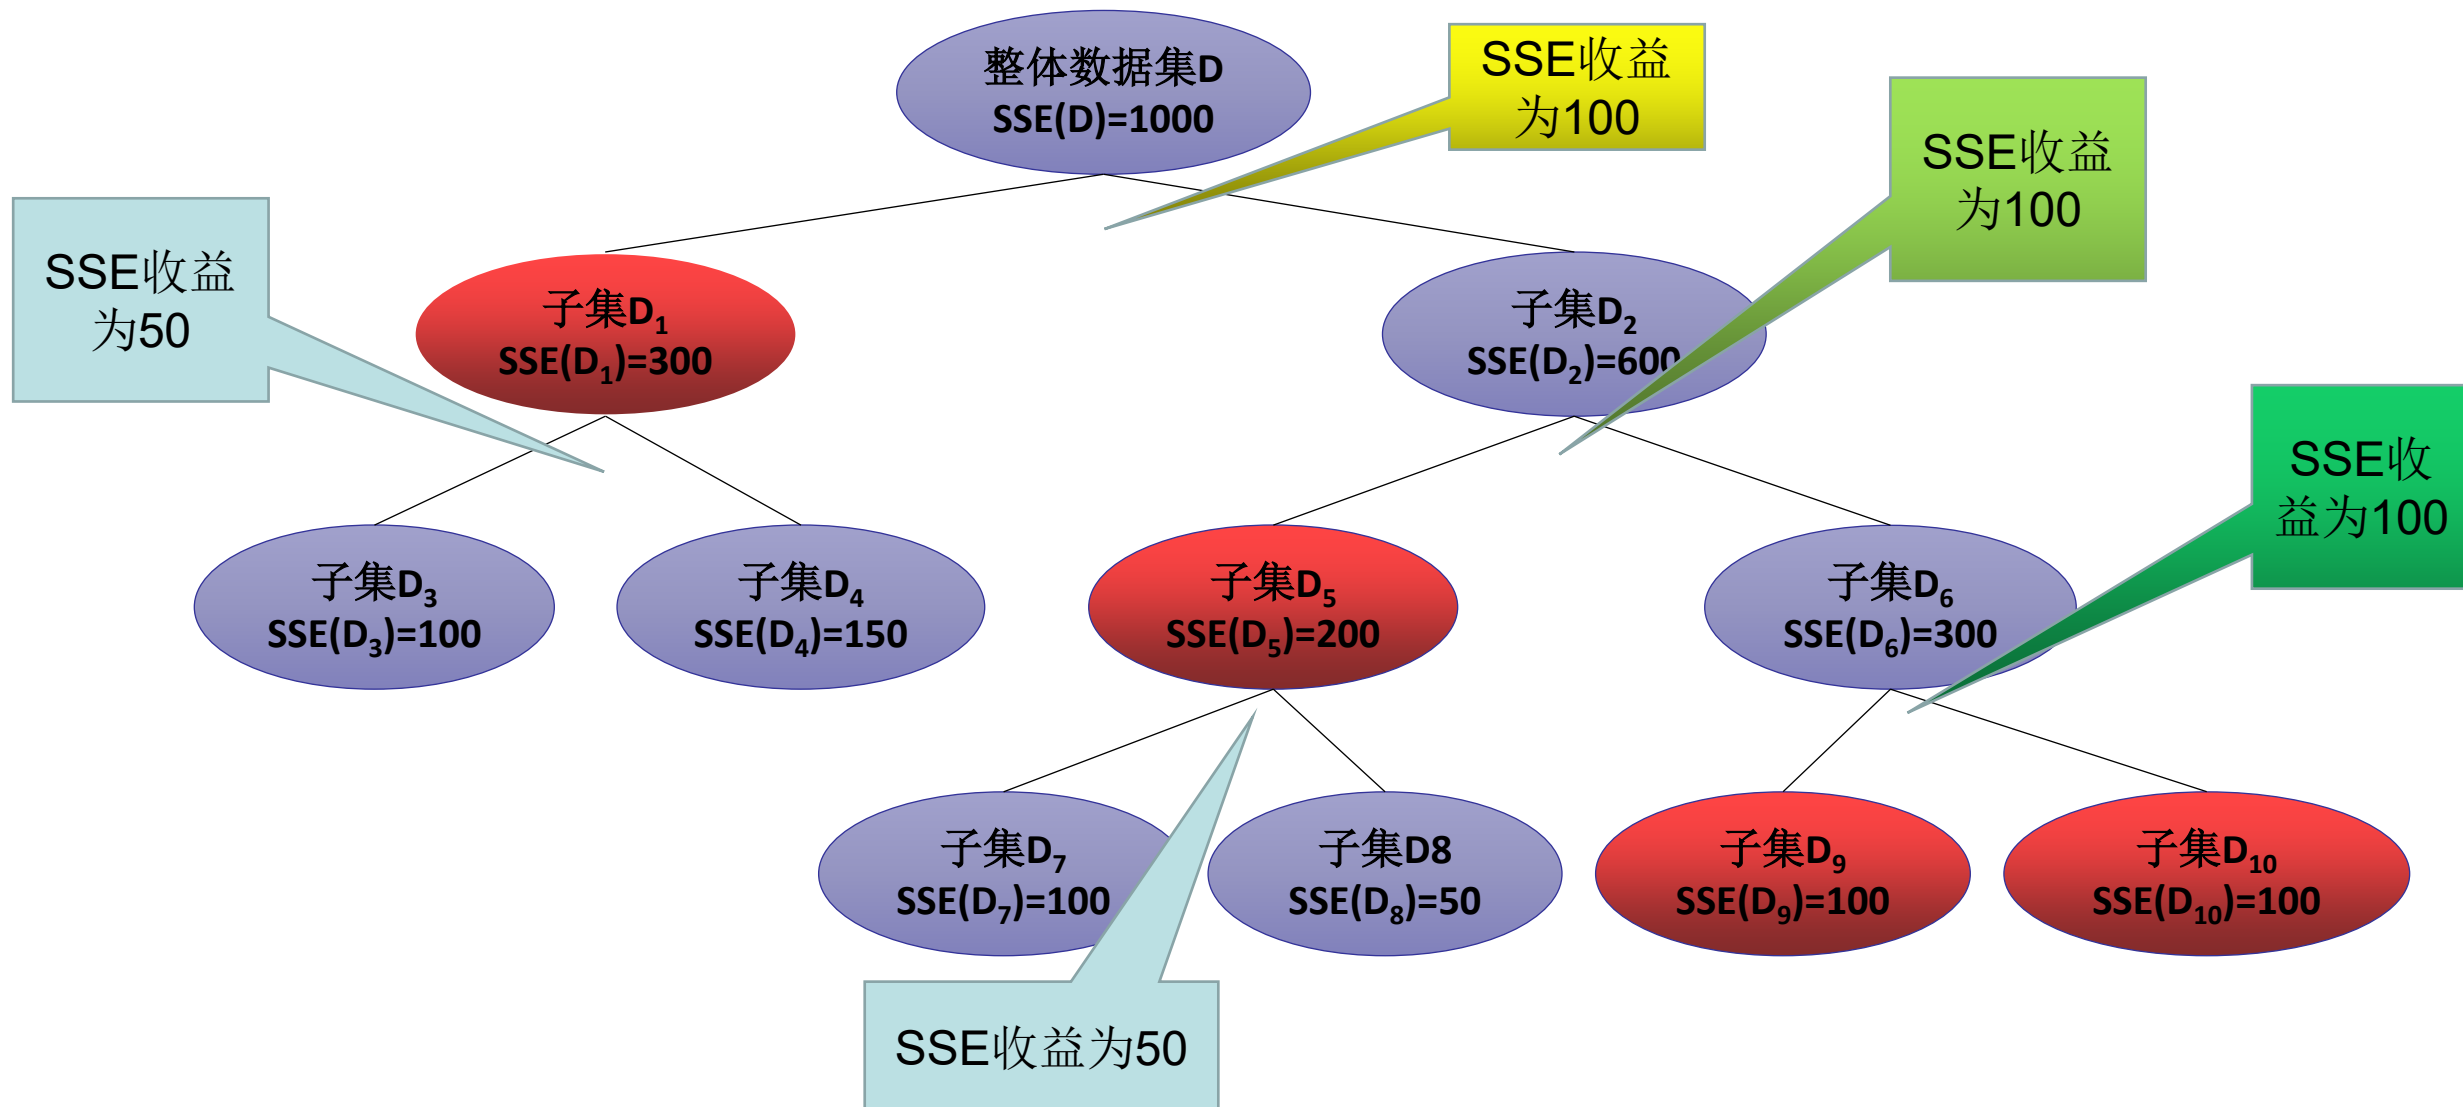 整体数据集D
SSE(D)=1000
SSE收益
为100
SSE收益
为100
SSE收益
为50
子集D₁
SSE(D₁)=300
子集D₂
SSE(D₂)=600
SSE收
益为100
子集D₃
SSE(D₃)=100
子集D₄
SSE(D₄)=150
子集D₅
SSE(D₅)=200
子集D₆
SSE(D₆)=300
子集D₇
SSE(D₇)=100
子集D8
SSE(D₈)=50
子集D₉
SSE(D₉)=100
子集D₁₀
SSE(D₁₀)=100
SSE收益为50